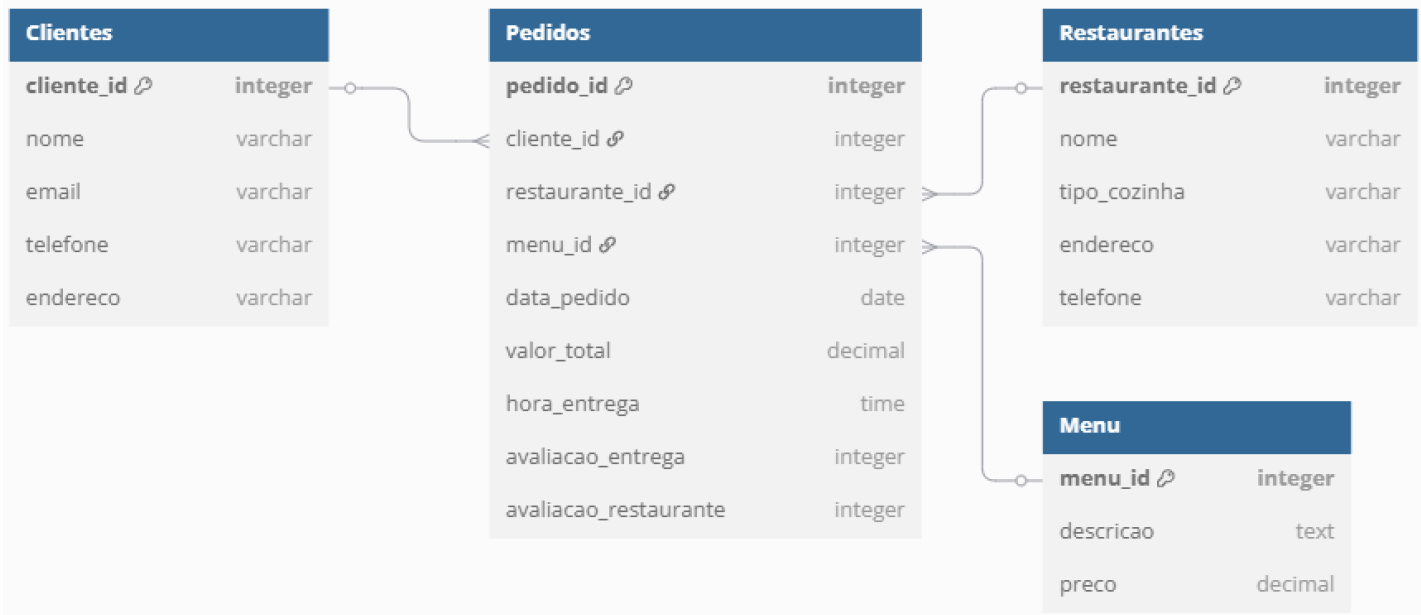 Clientes
cliente_id integer
nome varchar
email varchar
telefone varchar
endereco varchar
Pedidos
pedido_id integer
cliente_id integer
restaurante_id integer
menu_id integer
data_pedido date
valor_total decimal
hora_entrega time
avaliacao_entrega integer
avaliacao_restaurante integer
Restaurantes
restaurante_id integer
nome varchar
tipo_cozinha varchar
endereco varchar
telefone varchar
Menu
menu_id integer
descricao text
preco decimal